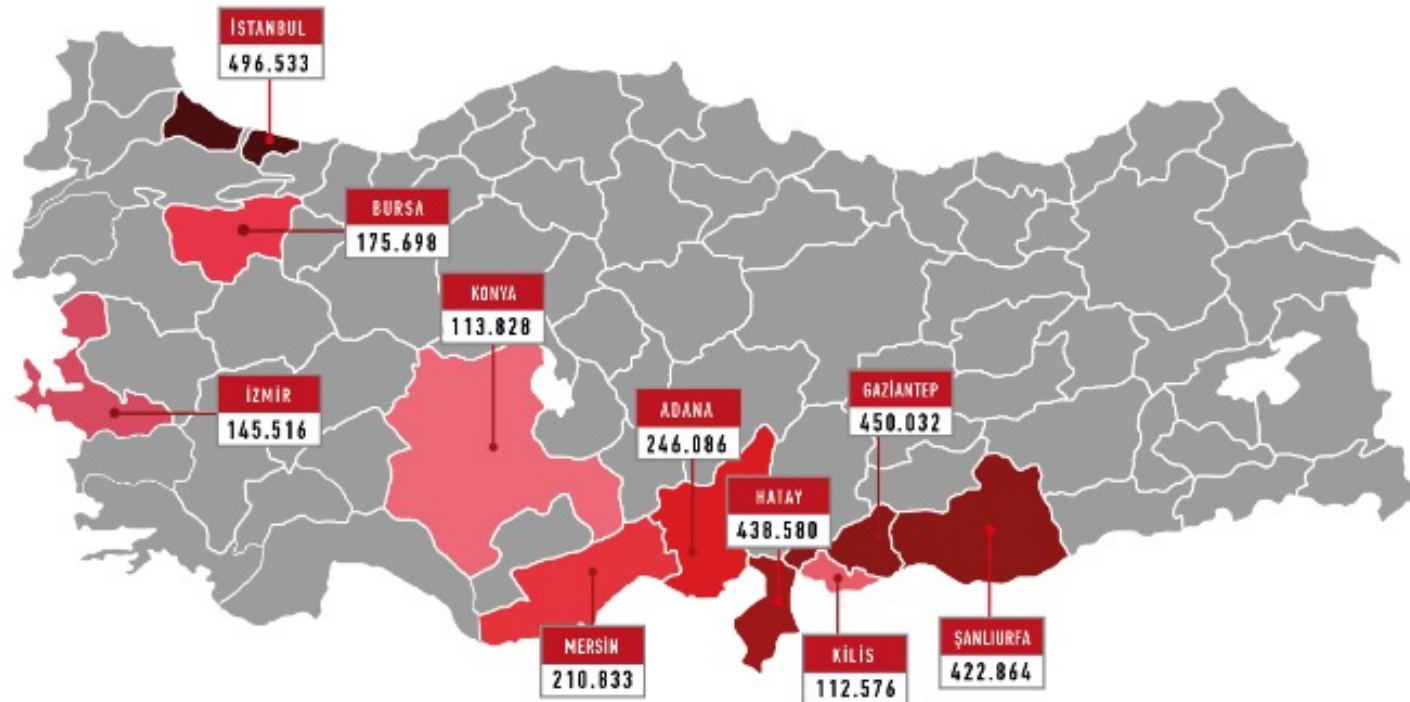 İSTANBUL
496.533
BURSA
175.698
KONYA
113.828
İZMİR
145.516
ADANA
246.086
GAZİANTEP
450.032
HATAY
438.580
MERSİN
210.833
KİLİS
112.576
ŞANLIURFA
422.864